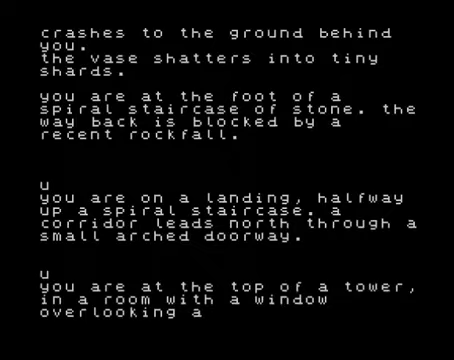 crashes to the ground behind
you.
the vase shatters into tiny
shards.
you are at the foot of a
spiral staircase of stone. the
way back is blocked by a
recent rockfall.
u
you are on a landing, halfway
up a spiral staircase. a
corridor leads north through a
small arched doorway.
u
you are at the top of a tower,
in a room with a window
overlooking a